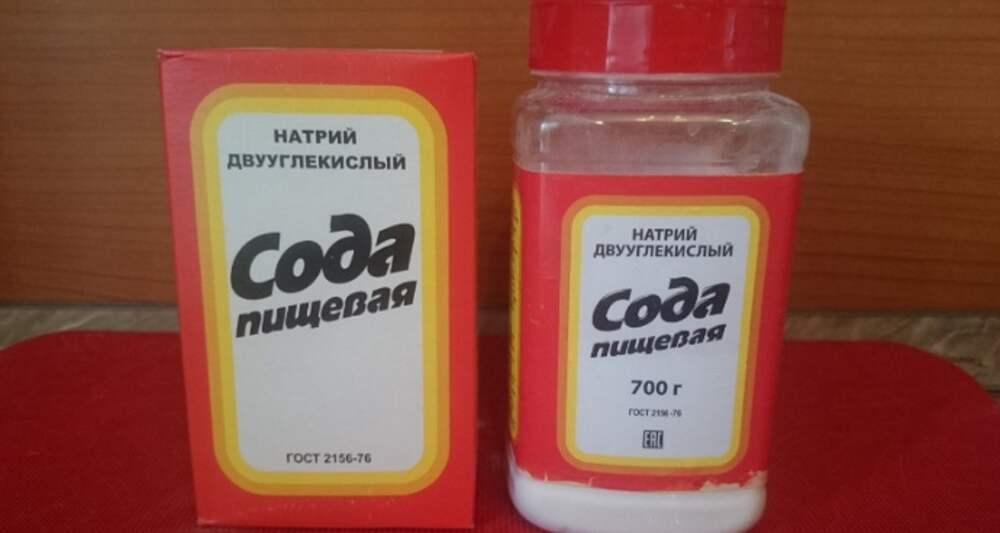 НАТРИЙ
ДВУУГЛЕКИСЛЫЙ
Сода
пищевая
ГОСТ 2156-76
НАТРИЙ
ДВУУГЛЕКИСЛЫЙ
Сода
пищевая
700 г
ГОСТ 2156-76
ЕАС